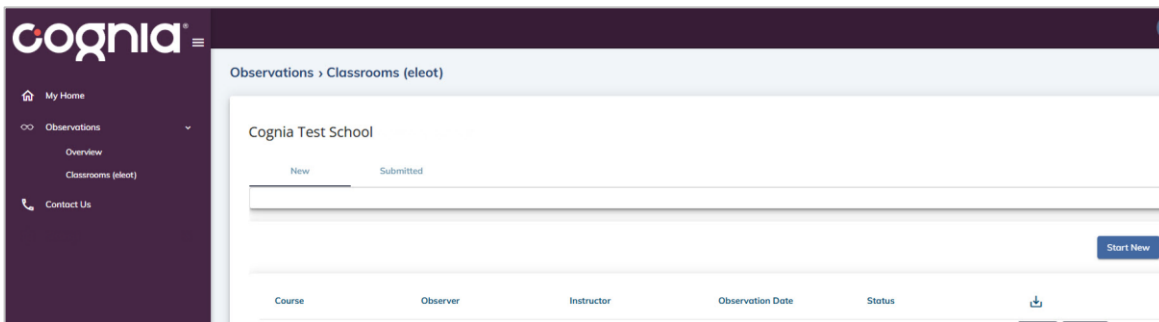 cognia®
Observations › Classrooms (eleot)
My Home
Observations
Overview
Classrooms (eleot)
Contact Us
Cognia Test School
New Submitted
Start New
Course Observer Instructor Observation Date Status